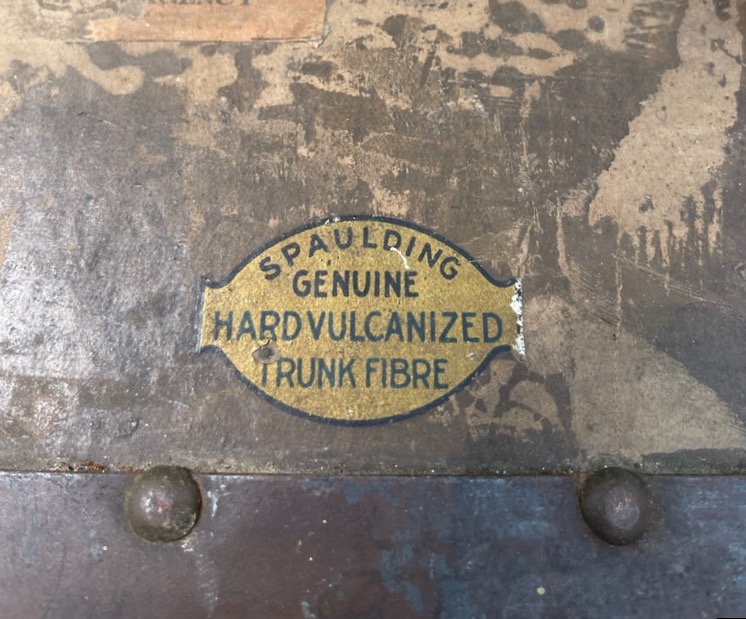 SPAULDING
GENUINE
HARD VULCANIZED
TRUNK FIBRE